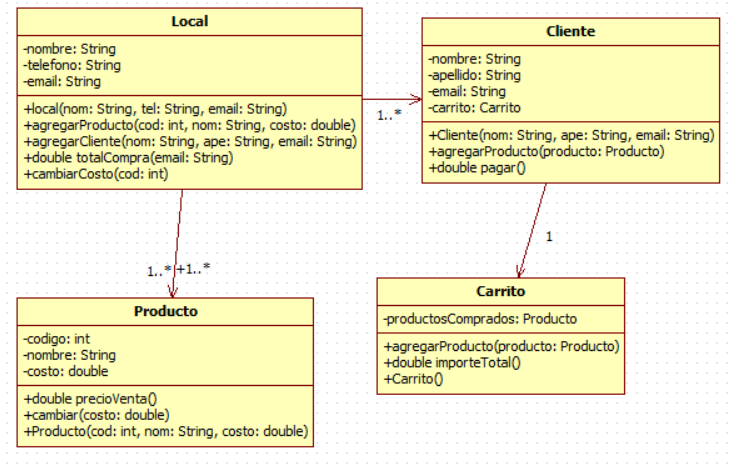 Local
-nombre: String
-telefono: String
-email: String
+local(nom: String, tel: String, email: String)
+agregarProducto(cod: int, nom: String, costo: double)
+agregarCliente(nom: String, ape: String, email: String)
+double totalCompra(email: String)
+cambiarCosto(cod: int)
1..*
Cliente
-nombre: String
-apellido: String
-email: String
-carrito: Carrito
+Cliente(nom: String, ape: String, email: String)
+agregarProducto(producto: Producto)
+double pagar()
1..* +1..*
1
Producto
-codigo: int
-nombre: String
-costo: double
+double precioVenta()
+cambiar(costo: double)
+Producto(cod: int, nom: String, costo: double)
Carrito
-productosComprados: Producto
+agregarProducto(producto: Producto)
+double importeTotal()
+Carrito()